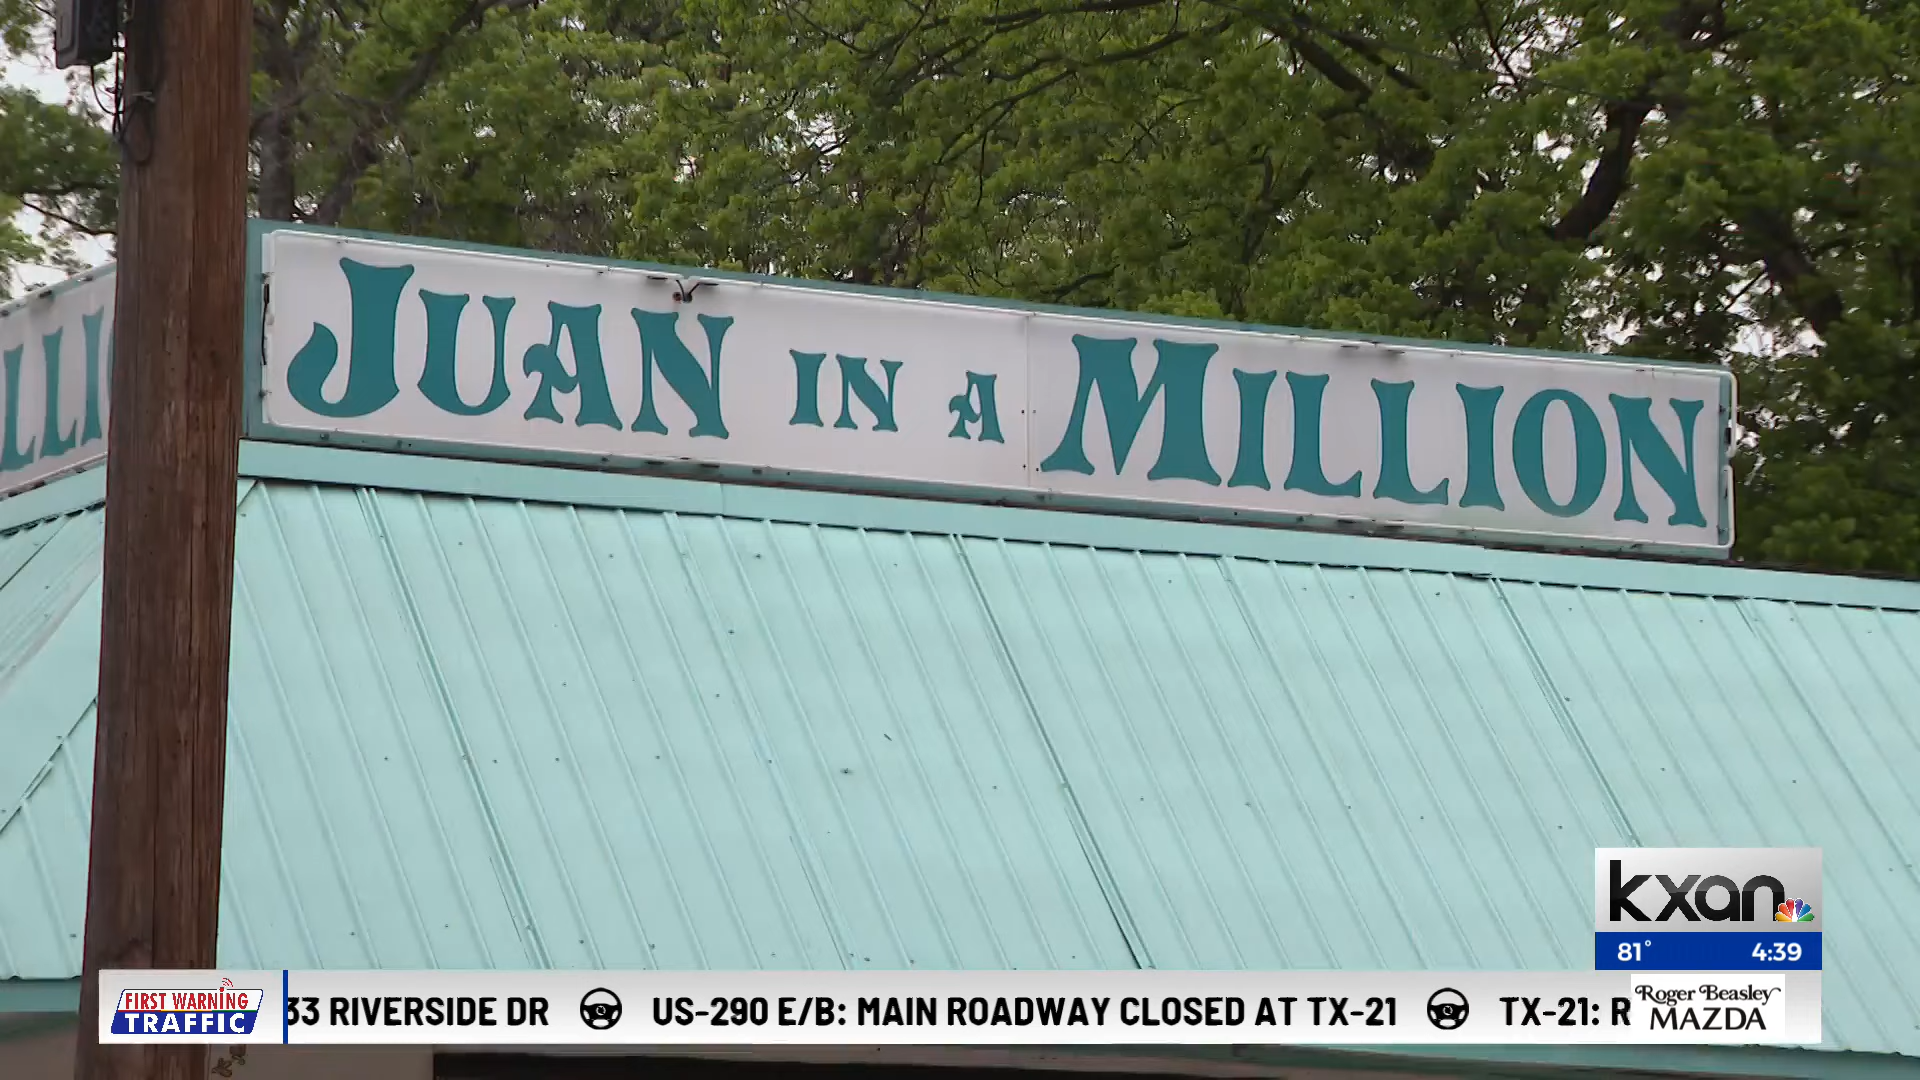 LLI
JUAN IN A MILLION
kxan
81° 4:39
FIRST WARNING
TRAFFIC
33 RIVERSIDE DR US-290 E/B: MAIN ROADWAY CLOSED AT TX-21 TX-21: R
Roger Beasley
MAZDA